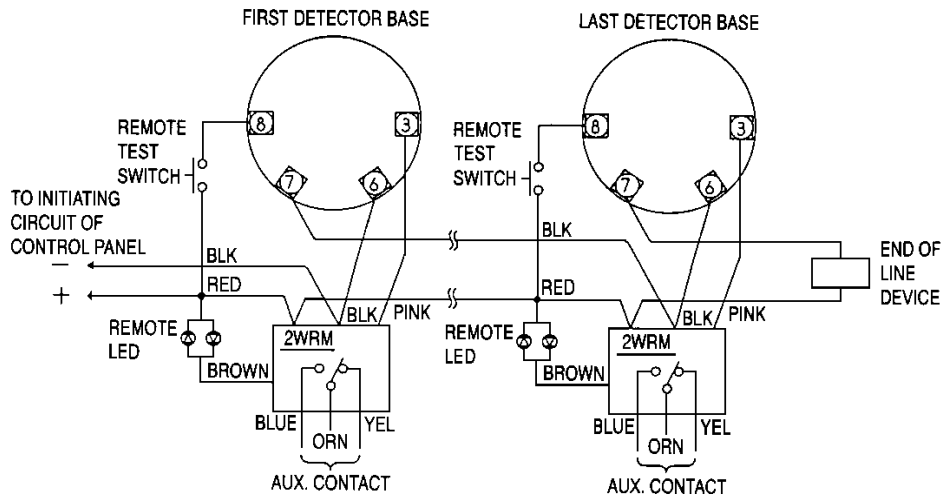 FIRST DETECTOR BASE
LAST DETECTOR BASE
8
3
8
3
REMOTE
TEST
SWITCH
REMOTE
TEST
SWITCH
7
6
7
6
TO INITIATING
CIRCUIT OF
CONTROL PANEL
BLK
BLK
END OF
LINE
DEVICE
−
RED
RED
+
BLK
PINK
BLK
PINK
REMOTE
LED
2WRM
REMOTE
LED
2WRM
BROWN
BROWN
BLUE
YEL
BLUE
YEL
ORN
ORN
AUX. CONTACT
AUX. CONTACT